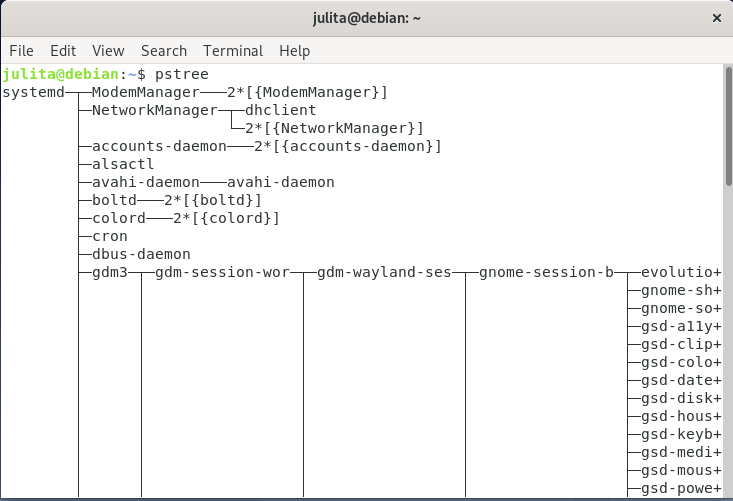 julita@debian: ~
File Edit View Search Terminal Help
julita@debian:~$ pstree
systemd─┬─ModemManager───2*[{ModemManager}]
        ├─NetworkManager─┬─dhclient
        │                └─2*[{NetworkManager}]
        ├─accounts-daemon───2*[{accounts-daemon}]
        ├─alsactl
        ├─avahi-daemon───avahi-daemon
        ├─boltd───2*[{boltd}]
        ├─colord───2*[{colord}]
        ├─cron
        ├─dbus-daemon
        ├─gdm3─┬─gdm-session-wor─┬─gdm-wayland-ses─┬─gnome-session-b─┬─evolutio+
        │      │                 │                 │                 ├─gnome-sh+
        │      │                 │                 │                 ├─gnome-so+
        │      │                 │                 │                 ├─gsd-a11y+
        │      │                 │                 │                 ├─gsd-clip+
        │      │                 │                 │                 ├─gsd-colo+
        │      │                 │                 │                 ├─gsd-date+
        │      │                 │                 │                 ├─gsd-disk+
        │      │                 │                 │                 ├─gsd-hous+
        │      │                 │                 │                 ├─gsd-keyb+
        │      │                 │                 │                 ├─gsd-medi+
        │      │                 │                 │                 ├─gsd-mous+
        │      │                 │                 │                 ├─gsd-powe+